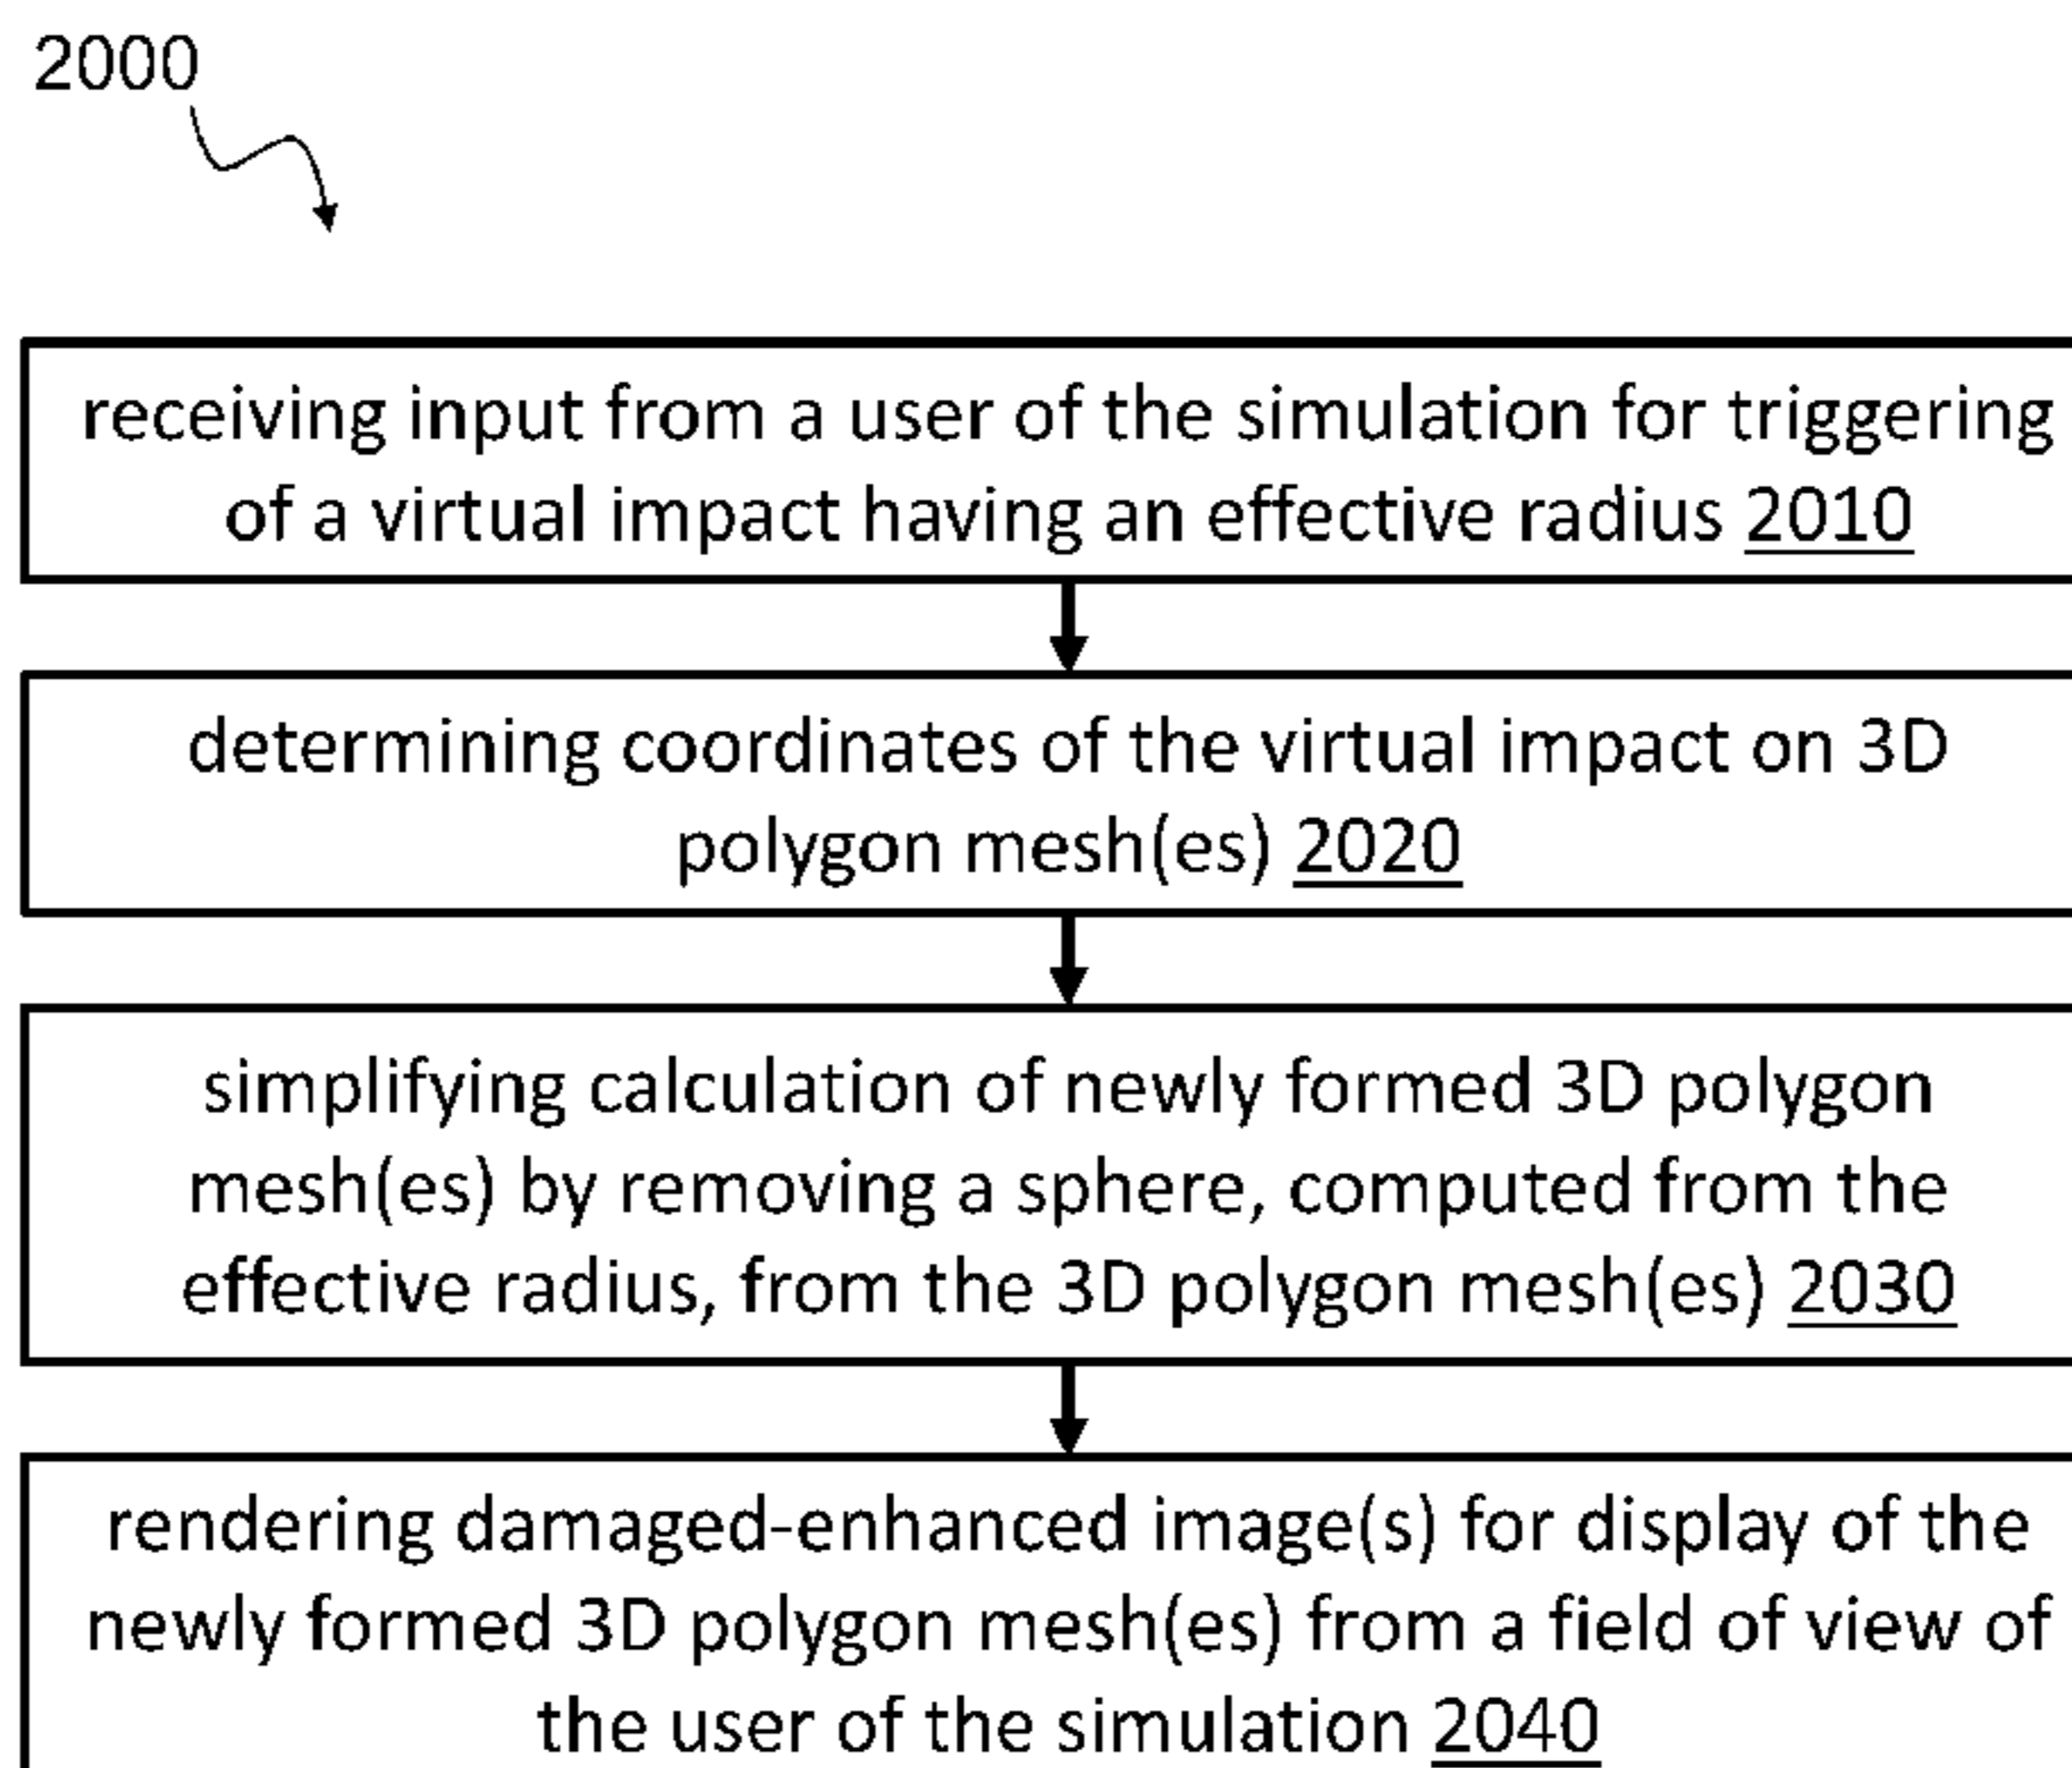 2000
receiving input from a user of the simulation for triggering
of a virtual impact having an effective radius 2010
determining coordinates of the virtual impact on 3D
polygon mesh(es) 2020
simplifying calculation of newly formed 3D polygon
mesh(es) by removing a sphere, computed from the
effective radius, from the 3D polygon mesh(es) 2030
rendering damaged-enhanced image(s) for display of the
newly formed 3D polygon mesh(es) from a field of view of
the user of the simulation 2040